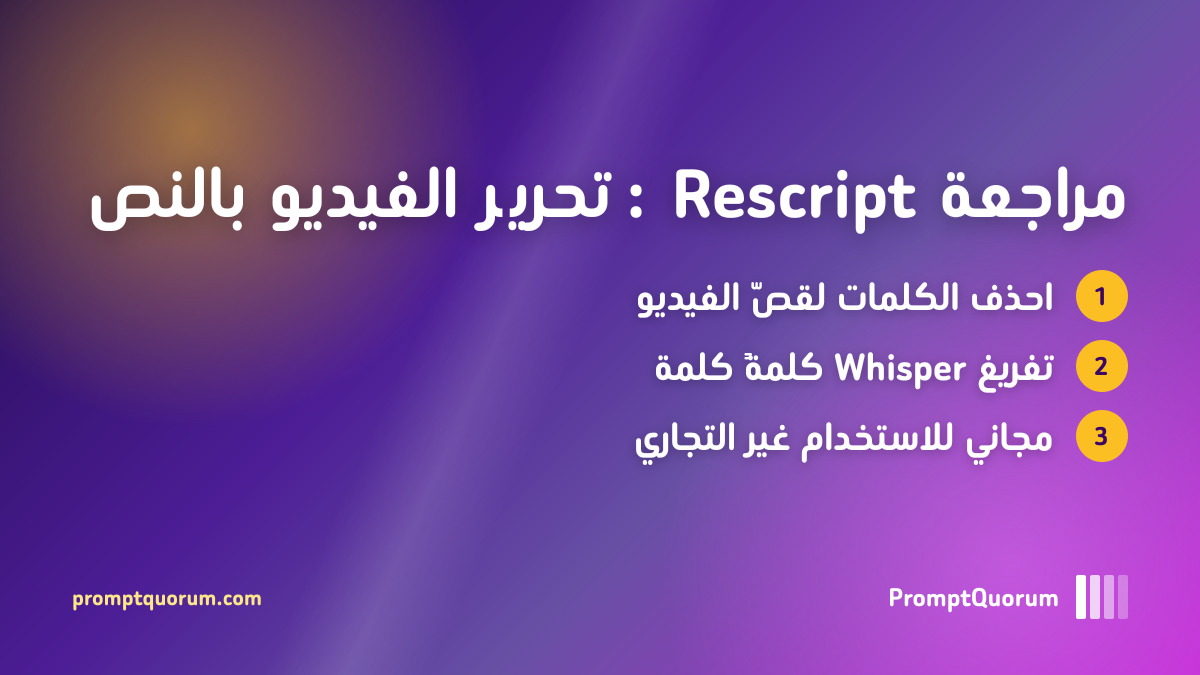 مراجعة Rescript : تحرير الفيديو بالنص
1 احذف الكلمات لقصّ الفيديو
2 تفريغ Whisper كلمةً كلمة
3 مجاني للاستخدام غير التجاري
PromptQuorum
promptquorum.com